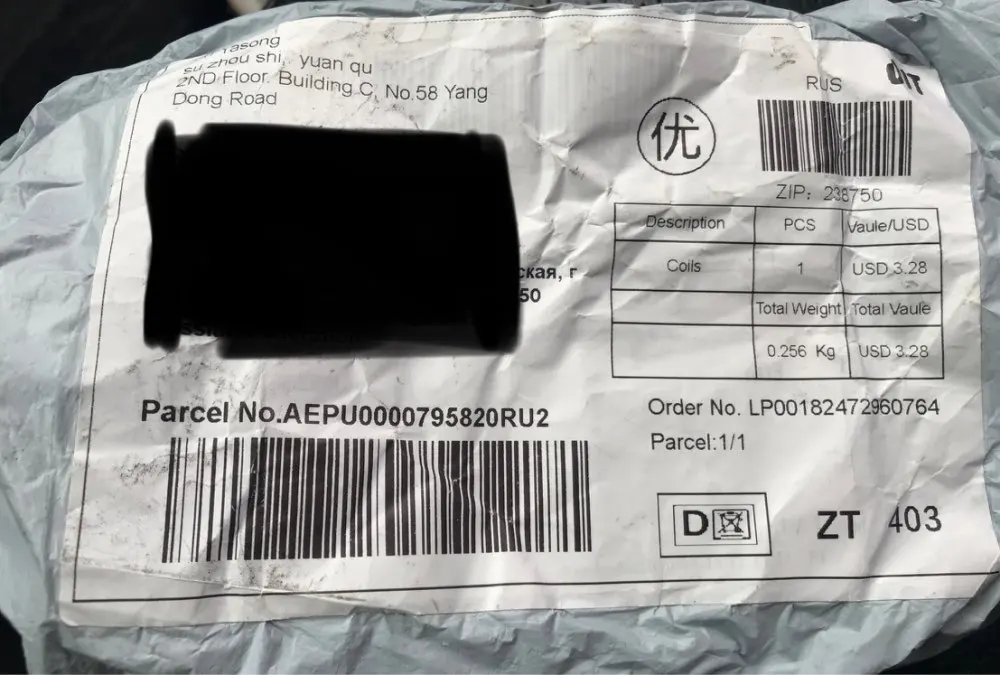 asong
su zhou shi, yuan qu
2ND Floor, Building C, No.58 Yang
Dong Road
ская, г
50
Parcel No.AEPU0000795820RU2
RUS
优
ZIP: 238750
Description PCS Vaule/USD
Coils 1 USD 3.28
Total Weight Total Vaule
0.256 Kg USD 3.28
Order No. LP00182472960764
Parcel:1/1
D
ZT 403